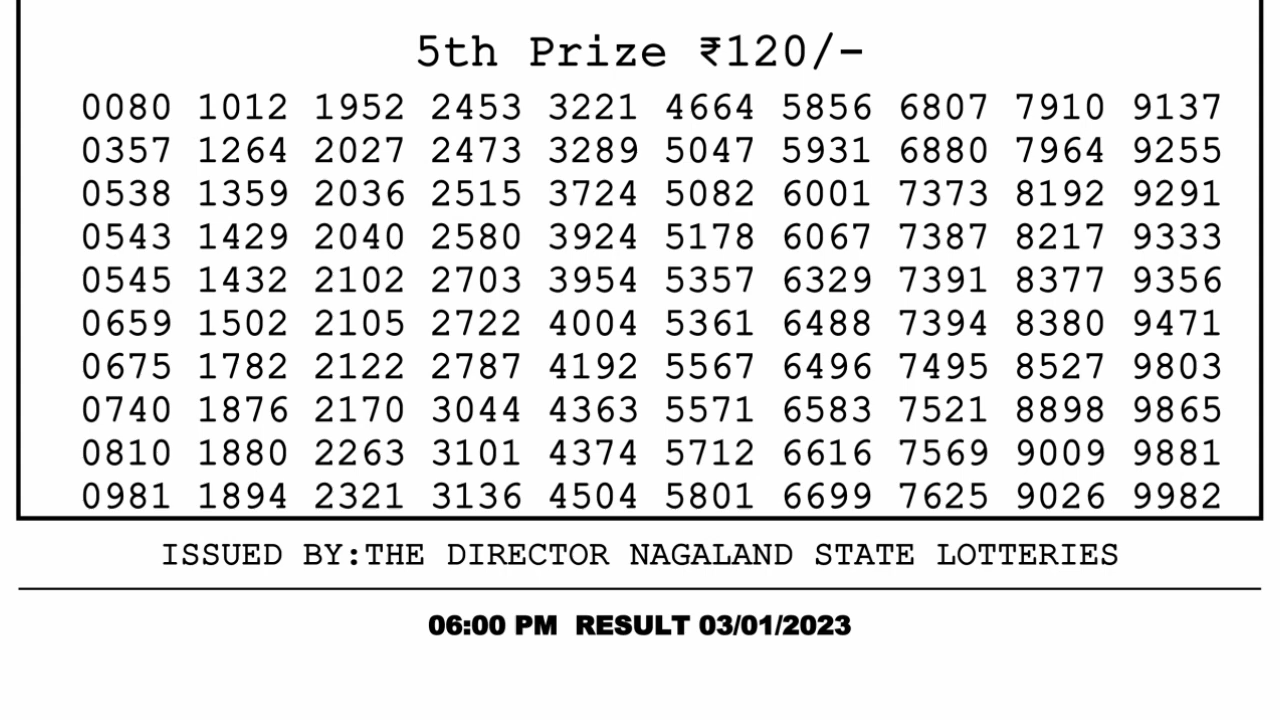 5th Prize ₹120/-
0080 1012 1952 2453 3221 4664 5856 6807 7910 9137
0357 1264 2027 2473 3289 5047 5931 6880 7964 9255
0538 1359 2036 2515 3724 5082 6001 7373 8192 9291
0543 1429 2040 2580 3924 5178 6067 7387 8217 9333
0545 1432 2102 2703 3954 5357 6329 7391 8377 9356
0659 1502 2105 2722 4004 5361 6488 7394 8380 9471
0675 1782 2122 2787 4192 5567 6496 7495 8527 9803
0740 1876 2170 3044 4363 5571 6583 7521 8898 9865
0810 1880 2263 3101 4374 5712 6616 7569 9009 9881
0981 1894 2321 3136 4504 5801 6699 7625 9026 9982
ISSUED BY:THE DIRECTOR NAGALAND STATE LOTTERIES
06:00 PM RESULT 03/01/2023